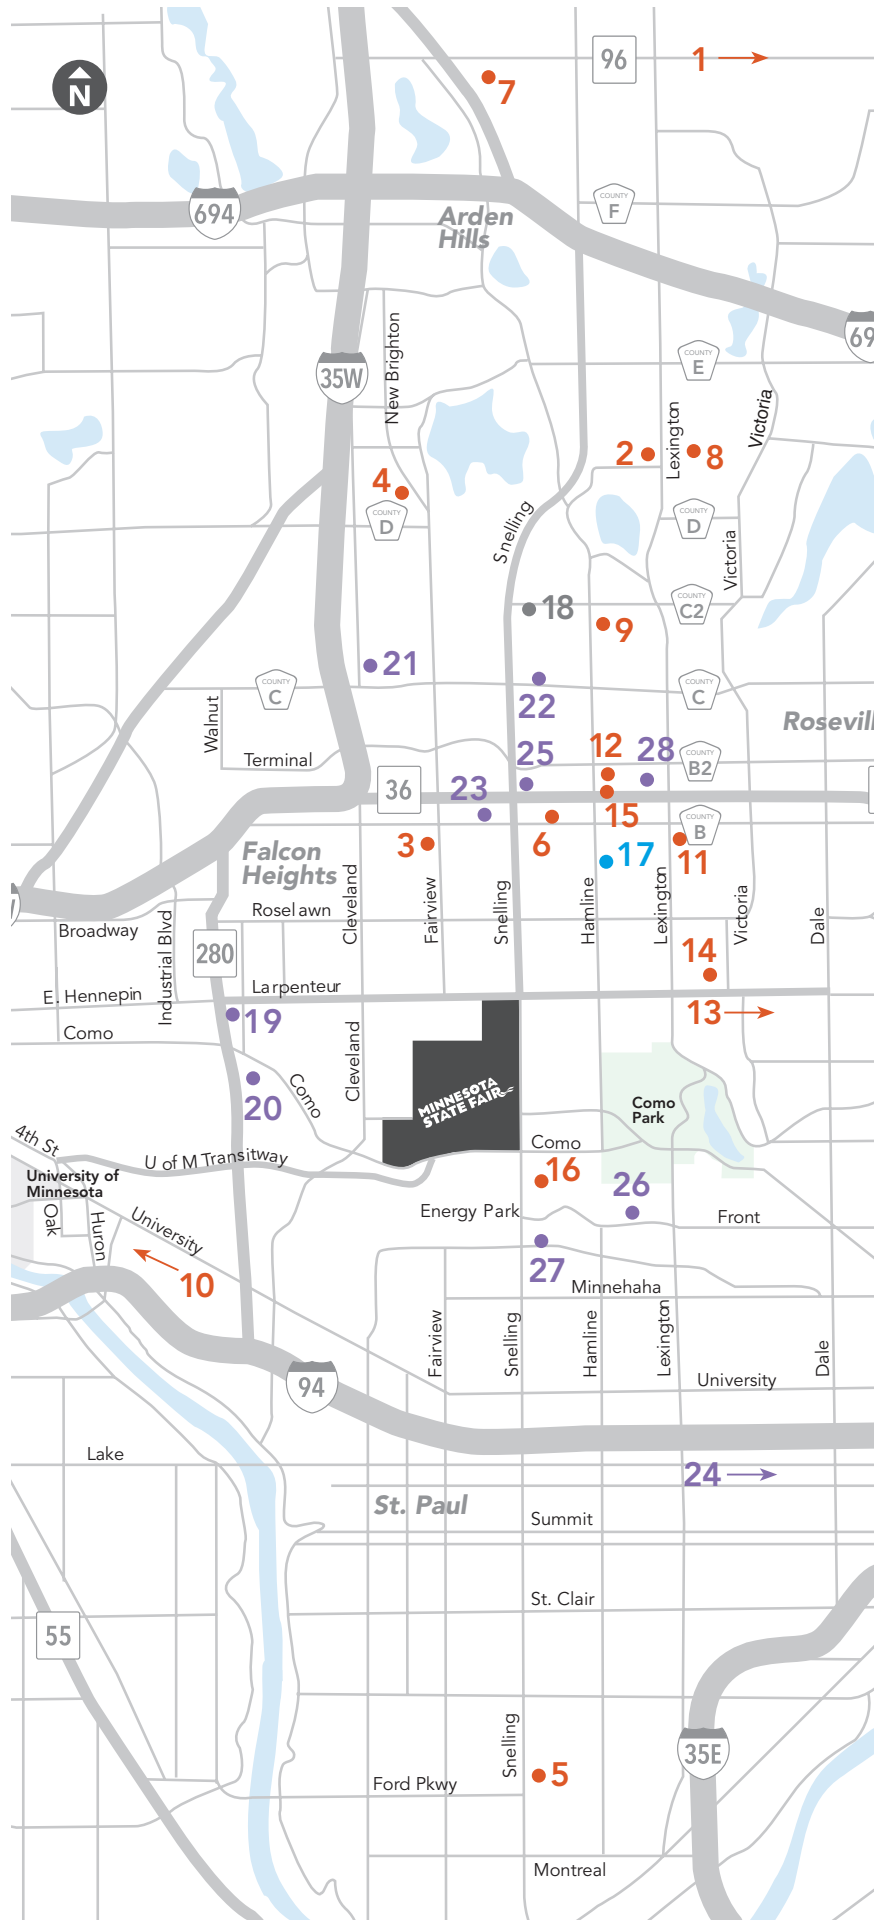 96
1
N
7
694
COUNTY
F
Arden
Hills
69
35W
New Brighton
COUNTY
E
Lexington
Victoria
2
8
4
COUNTY
D
Snelling
COUNTY
D
Victoria
18
COUNTY
C2
9
21
COUNTY
C
22
COUNTY
C
Walnut
Rosevill
Terminal
12
25
28
COUNTY
B2
36
23
15
COUNTY
B
3
6
17
11
Falcon
Heights
Cleveland
Fairview
Snelling
Hamline
Lexington
Victoria
Dale
Roselawn
Broadway
Industrial Blvd
280
14
E. Hennepin
Larpenteur
13
19
Como
Cleveland
20
Como
MINNESOTA
STATE FAIR
Como
Park
4th St
U of M Transitway
Como
16
University of
Minnesota
26
Oak
Huron
University
Energy Park
Front
10
27
Minnehaha
Fairview
Snelling
Hamline
Lexington
Dale
94
University
Lake
24
St. Paul
Summit
St. Clair
55
Snelling
35E
5
Ford Pkwy
Montreal